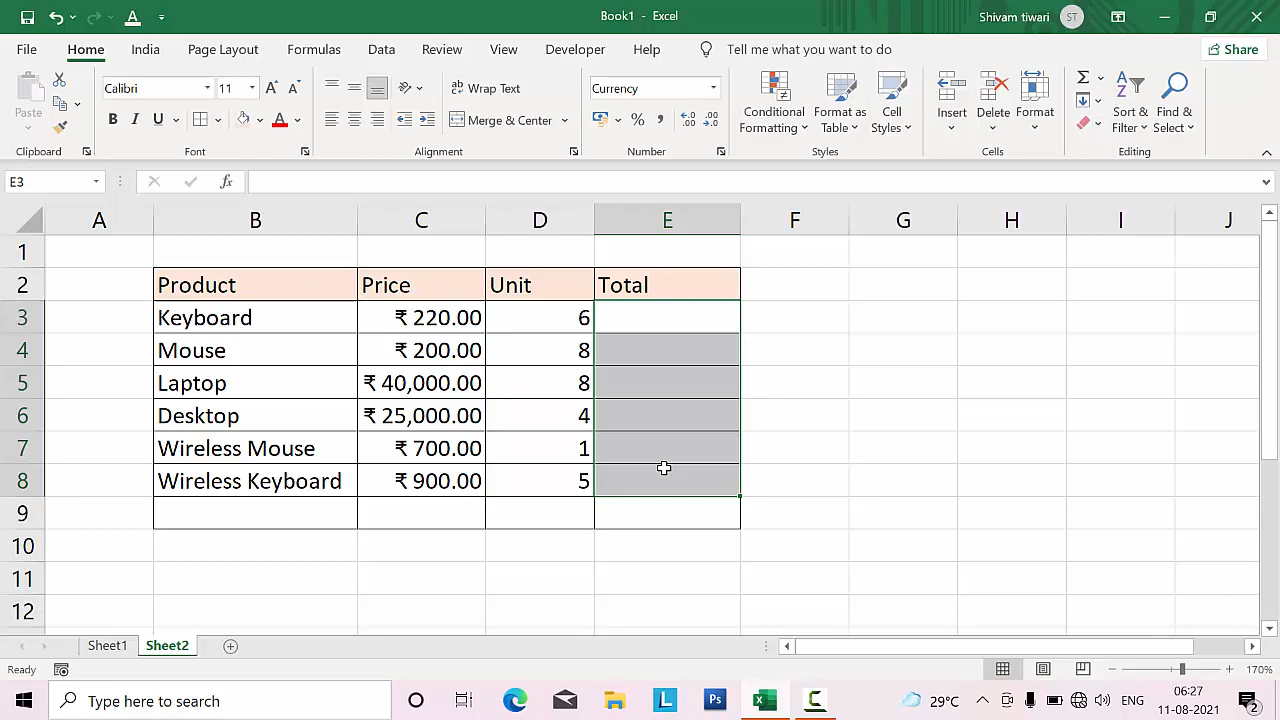 Book1 - Excel
Shivam tiwari ST
File Home India Page Layout Formulas Data Review View Developer Help Tell me what you want to do Share
Paste
Calibri 11
B I U A
Wrap Text
Merge & Center
Currency
% ,
Conditional Formatting
Format as Table
Cell Styles
Insert
Delete
Format
Sort & Filter
Find & Select
Clipboard Font Alignment Number Styles Cells Editing
E3 fx
A B C D E F G H I J
1
2 Product Price Unit Total
3 Keyboard ₹ 220.00 6
4 Mouse ₹ 200.00 8
5 Laptop ₹ 40,000.00 8
6 Desktop ₹ 25,000.00 4
7 Wireless Mouse ₹ 700.00 1
8 Wireless Keyboard ₹ 900.00 5
9
10
11
12
Sheet1 Sheet2
Ready 170%
Type here to search L Ps 29°C ENG 06:27
11-08-2021 2